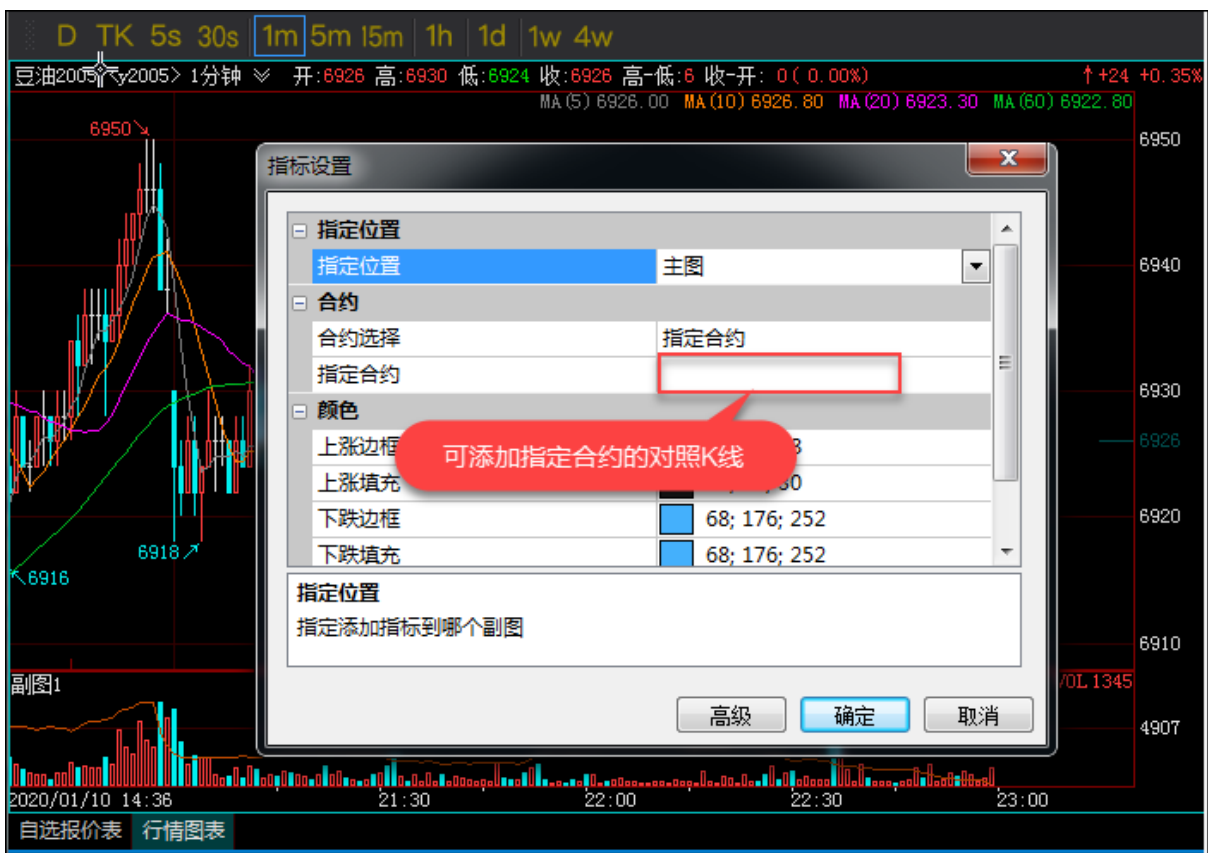 D TK 5s 30s 1m 5m 15m 1h 1d 1w 4w
豆油2005<y2005> 1分钟 开:6926 高:6930 低:6924 收:6926 高-低:6 收-开: 0( 0.00%) ↑+24 +0.35%
MA(5) 6926.00 MA(10) 6926.80 MA(20) 6923.30 MA(60) 6922.80
6950
6950
指标设置
指定位置
指定位置 主图
6940
合约
合约选择 指定合约
指定合约
6930
颜色
上涨边框
可添加指定合约的对照K线
6926
上涨填充
下跌边框 68; 176; 252
6920
下跌填充 68; 176; 252
6918
6916
指定位置
指定添加指标到哪个副图
6910
副图1
OL 1345
高级 确定 取消
4907
2020/01/10 14:36 21:30 22:00 22:30 23:00
自选报价表 行情图表